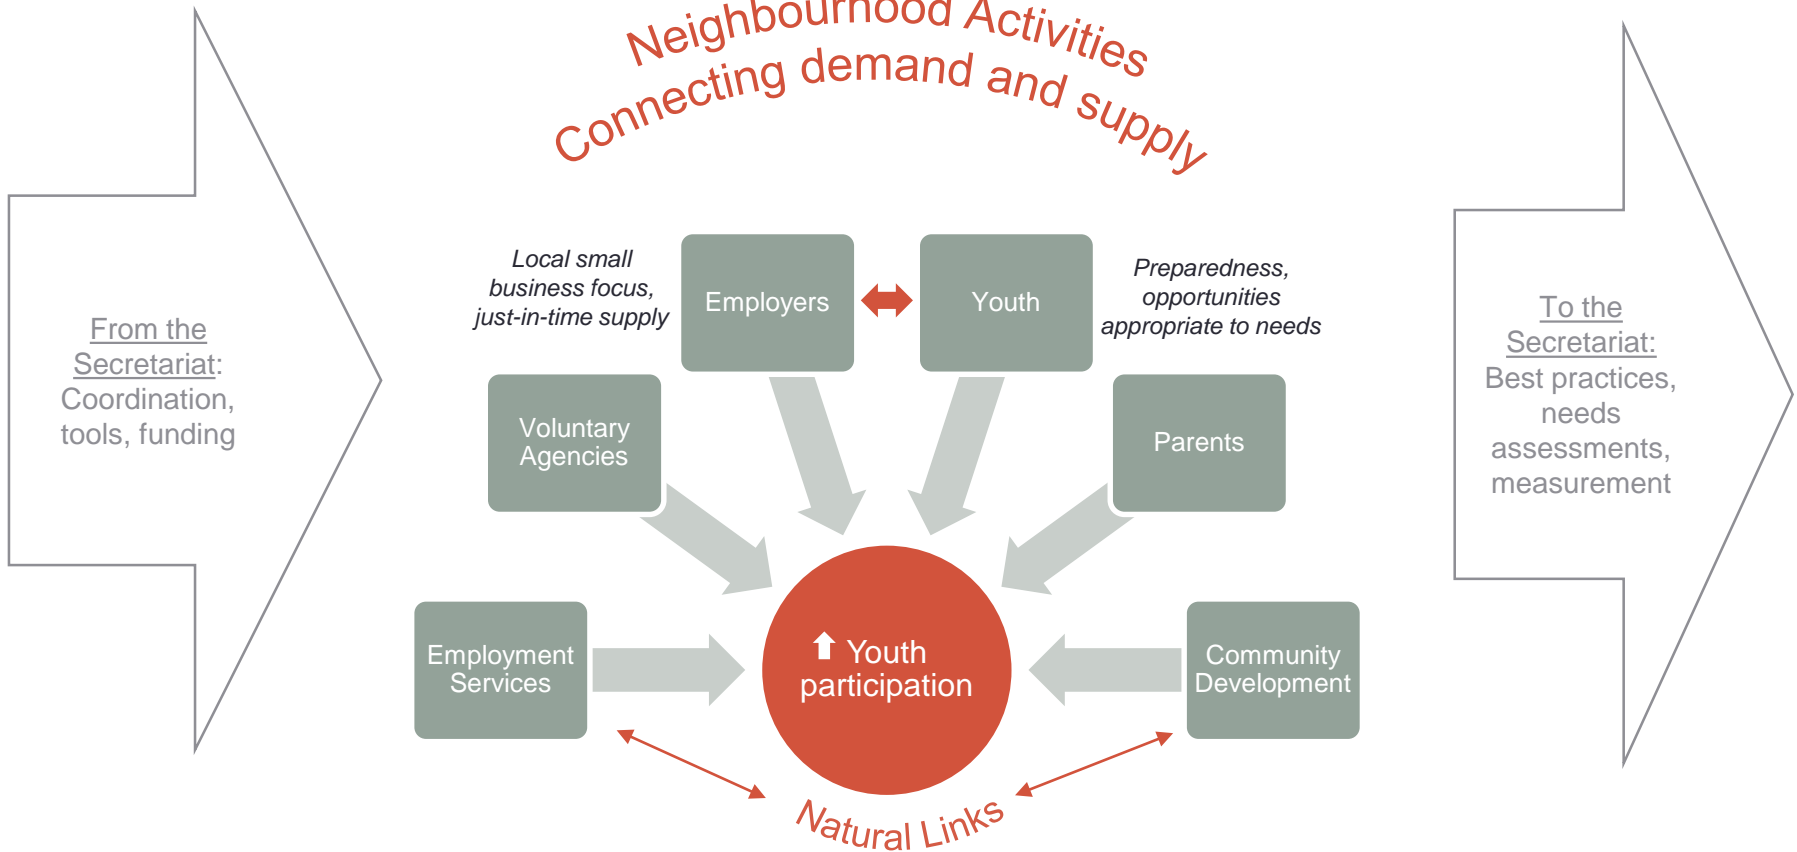 Neighbourhood Activities
Connecting demand and supply
From the
Secretariat:
Coordination,
tools, funding
Local small
business focus,
just-in-time supply
Employers
Youth
Preparedness,
opportunities
appropriate to needs
Voluntary
Agencies
Parents
Employment
Services
Youth
participation
Community
Development
Natural Links
To the
Secretariat:
Best practices,
needs
assessments,
measurement